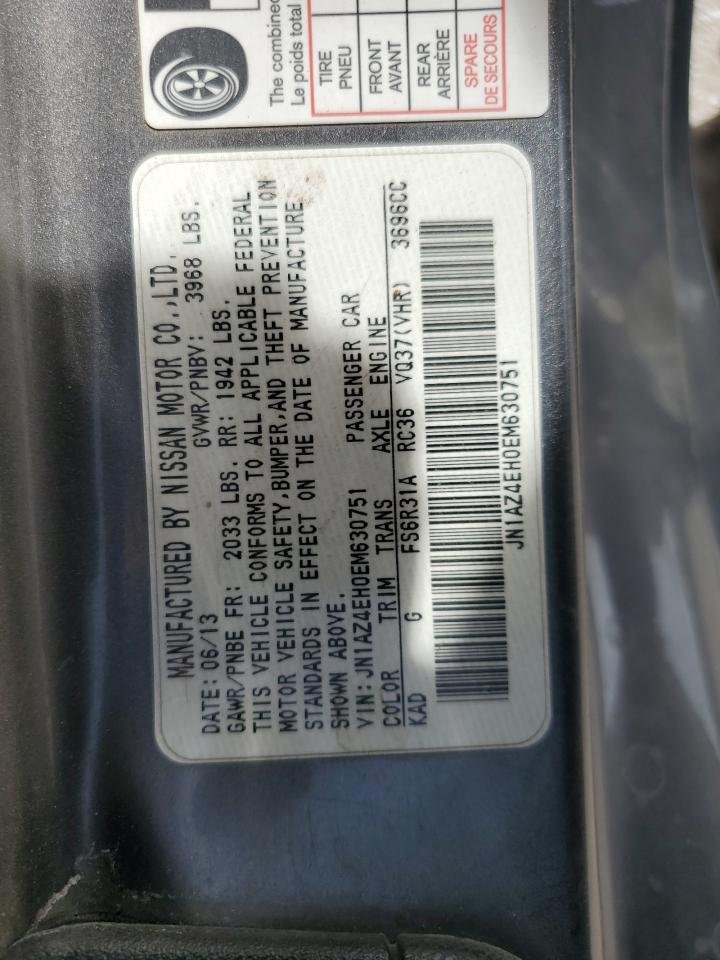 The combined
Le poids total
TIRE
PNEU
FRONT
AVANT
REAR
ARRIÈRE
SPARE
DE SECOURS
MANUFACTURED BY NISSAN MOTOR CO.,LTD.
DATE: 06/13 GVWR/PNBV: 3968 LBS.
GAWR/PNBE FR: 2033 LBS. RR: 1942 LBS.
THIS VEHICLE CONFORMS TO ALL APPLICABLE FEDERAL
MOTOR VEHICLE SAFETY,BUMPER,AND THEFT PREVENTION
STANDARDS IN EFFECT ON THE DATE OF MANUFACTURE
SHOWN ABOVE.
VIN:JN1AZ4EH0EM630751 PASSENGER CAR
COLOR TRIM TRANS AXLE ENGINE
KAD G FS6R31A RC36 VQ37(VHR) 3696CC
JN1AZ4EH0EM630751